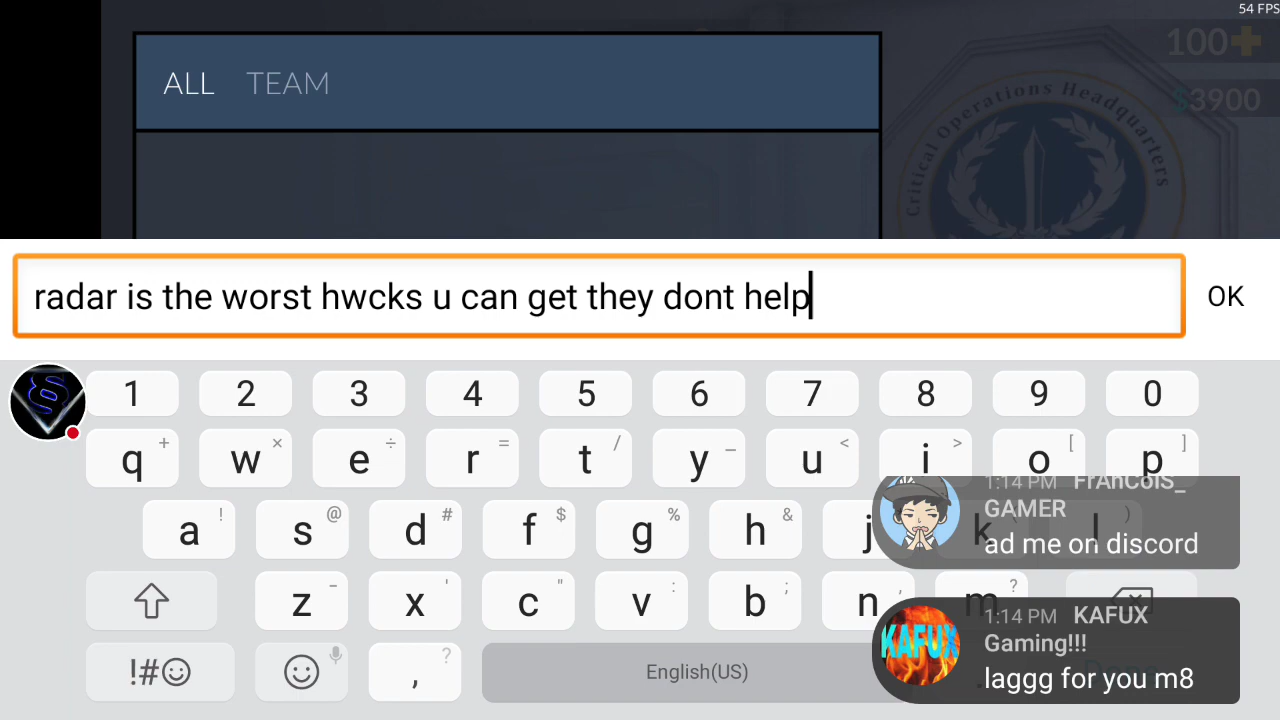 54 FPS
100
$3900
ALL TEAM
Critical Operations Headquarters
radar is the worst hwcks u can get they dont help
OK
1 2 3 4 5 6 7 8 9 0
+ × ÷ = / _ < > [ ]
q w e r t y u i o p
! @ # $ % & ( )
a s d f g h j k l
- ' " : ; , ?
z x c v b n m
!#☺ , ? English(US) .
1:14 PM FrAnCoIS_
GAMER
ad me on discord
KAFUX
1:14 PM KAFUX
Gaming!!!
laggg for you m8
Done